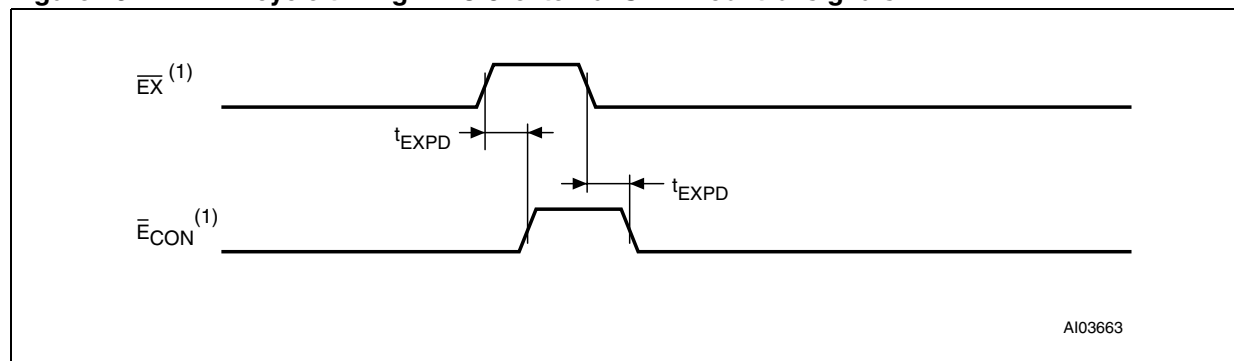 EX (1)
tEXPD
tEXPD
ECON (1)
AI03663